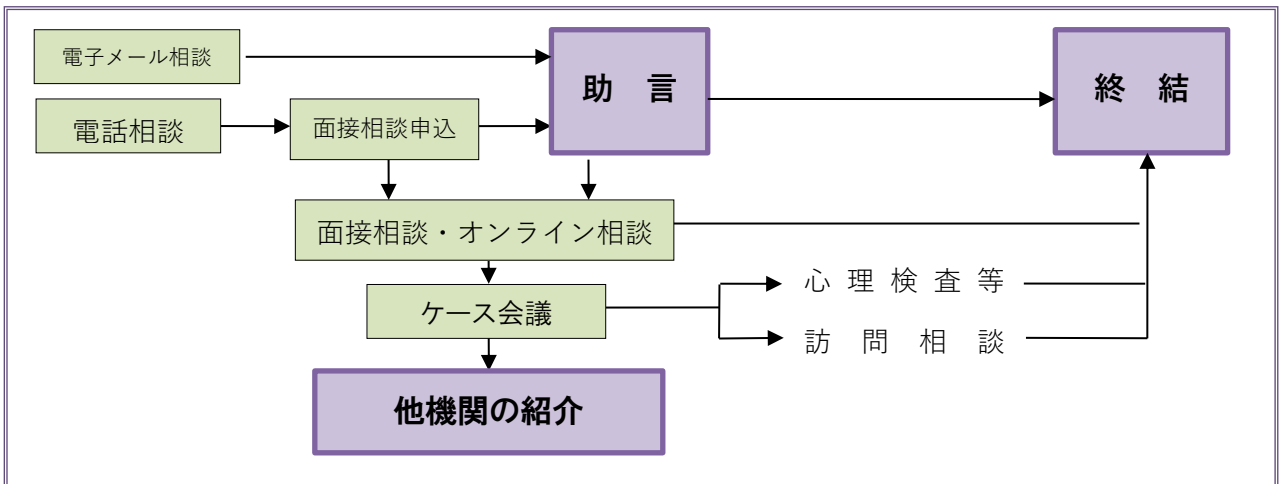 電子メール相談
助言
終結
電話相談
面接相談申込
面接相談・オンライン相談
心理検査等
ケース会議
訪問相談
他機関の紹介